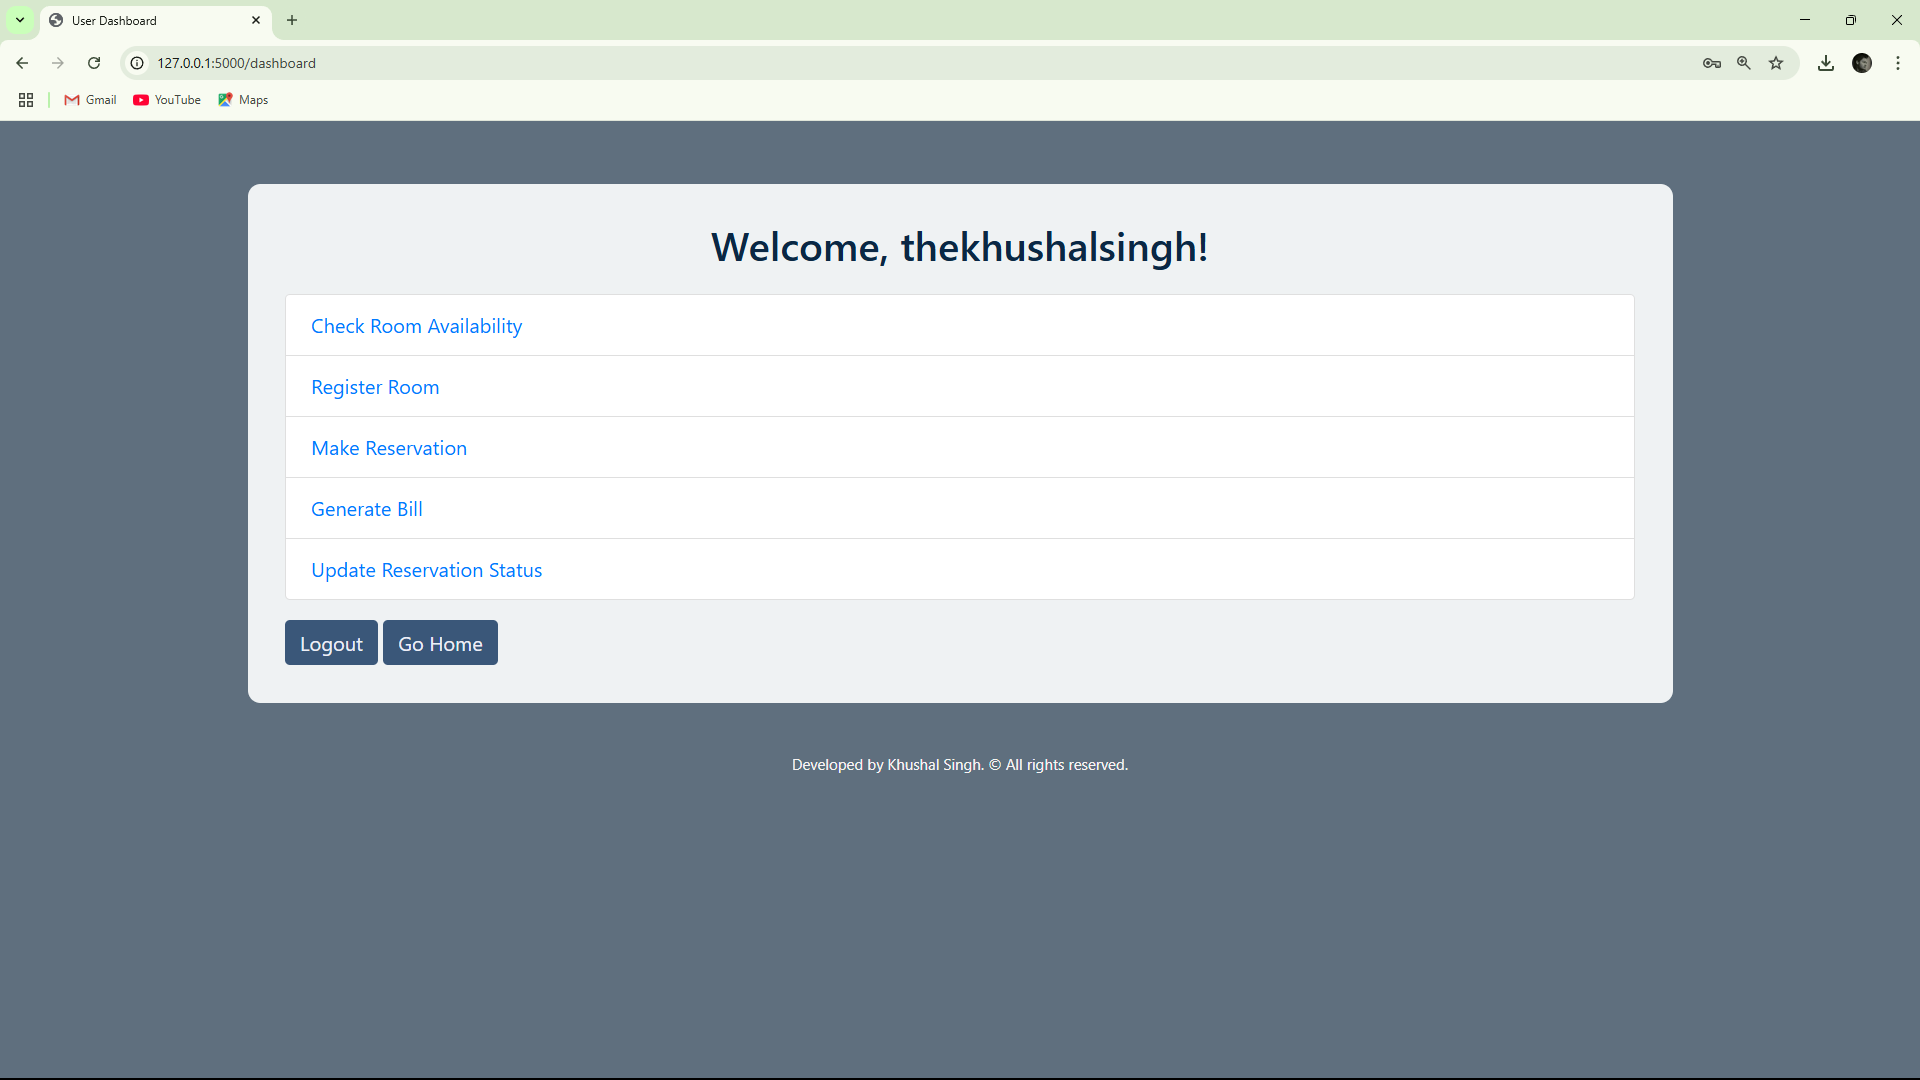 User Dashboard
127.0.0.1:5000/dashboard
Gmail YouTube Maps
Welcome, thekhushalsingh!
Check Room Availability
Register Room
Make Reservation
Generate Bill
Update Reservation Status
Logout Go Home
Developed by Khushal Singh. © All rights reserved.